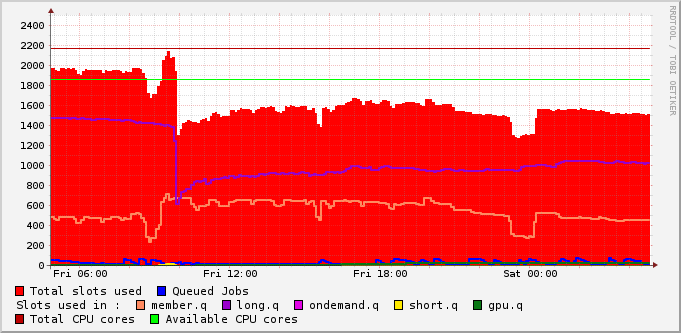 2400
2200
2000
1800
1600
1400
1200
1000
800
600
400
200
0
Fri 06:00 Fri 12:00 Fri 18:00 Sat 00:00
RRDTOOL / TOBI OETIKER
Total slots used Queued Jobs
Slots used in : member.q long.q ondemand.q short.q gpu.q
Total CPU cores Available CPU cores